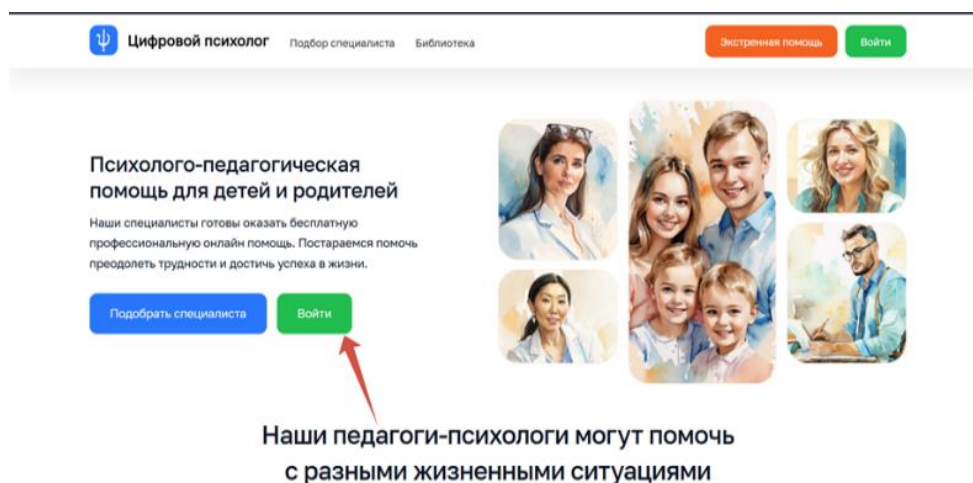 Цифровой психолог Подбор специалиста Библиотека Экстренная помощь Войти
Психолого-педагогическая
помощь для детей и родителей
Наши специалисты готовы оказать бесплатную
профессиональную онлайн помощь. Постараемся помочь
преодолеть трудности и достичь успеха в жизни.
Подобрать специалиста Войти
Наши педагоги-психологи могут помочь
с разными жизненными ситуациями